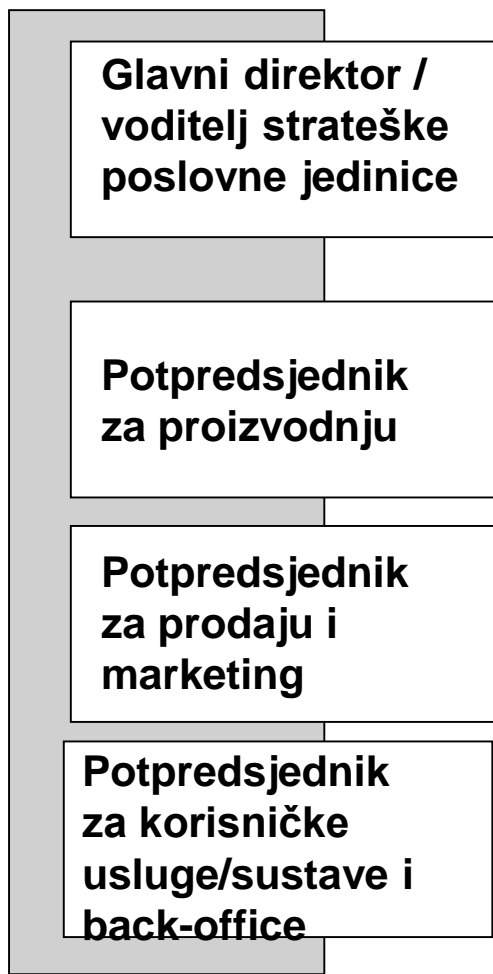 Glavni direktor /
voditelj strateške
poslovne jedinice
Potpredsjednik
za proizvodnju
Potpredsjednik
za prodaju i
marketing
Potpredsjednik
za korisničke
usluge/sustave i
back-office